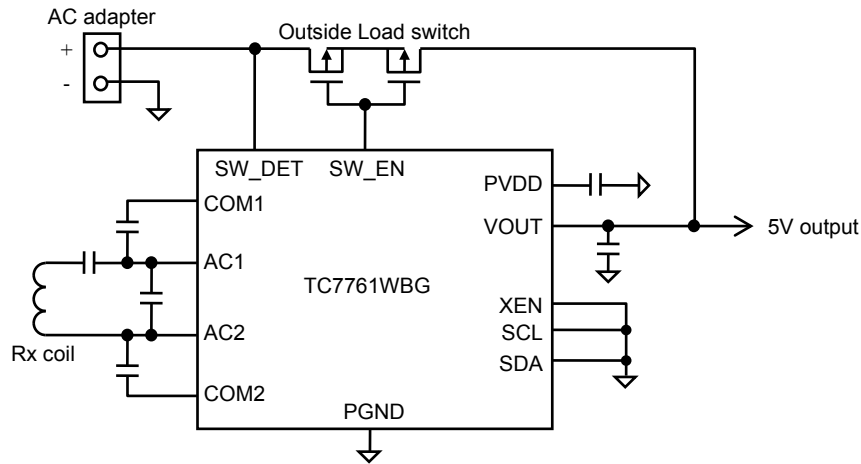 AC adapter
+
-
Outside Load switch
SW_DET
SW_EN
PVDD
COM1
VOUT
5V output
AC1
TC7761WBG
XEN
AC2
SCL
Rx coil
SDA
COM2
PGND